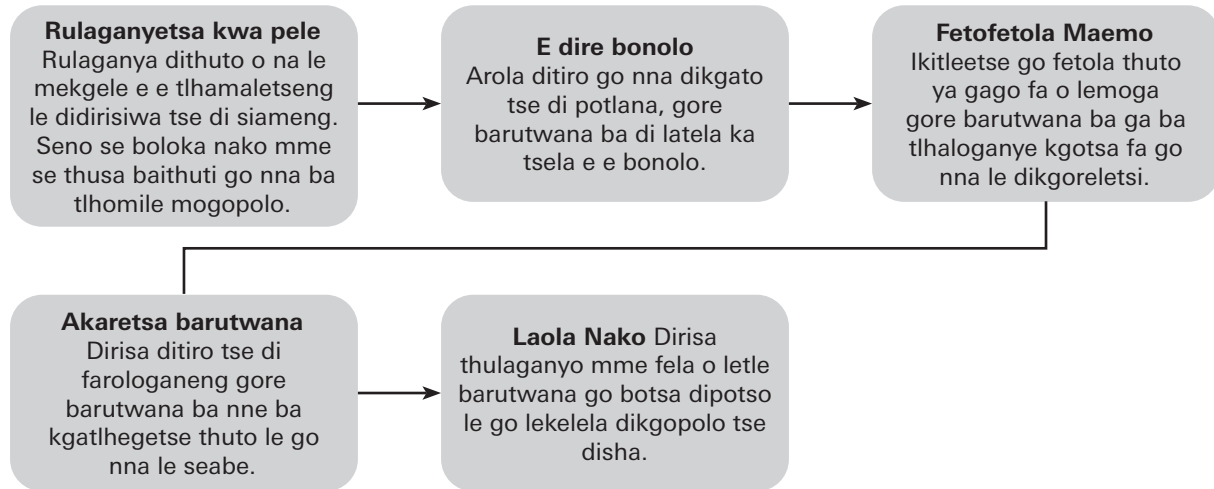 Rulaganyetsa kwa pele
Rulaganya dithuto o na le
mekgele e e tlhamaletseng
le didirisiwa tse di siameng.
Seno se boloka nako mme
se thusa baithuti go nna ba
tlhomile mogopolo.
E dire bonolo
Arola ditiro go nna dikgato
tse di potlana, gore
barutwana ba di latela ka
tsela e e bonolo.
Fetofetola Maemo
Ikitleetse go fetola thuto
ya gago fa o lemoga
gore barutwana ba ga ba
tlhaloganye kgotsa fa go
nna le dikgoreletsi.
Akaretsa barutwana
Dirisa ditiro tse di
farologaneng gore
barutwana ba nne ba
kgatlhegetse thuto le go
nna le seabe.
Laola Nako Dirisa
thulaganyo mme fela o letle
barutwana go botsa dipotso
le go lekelela dikgopolo tse
disha.